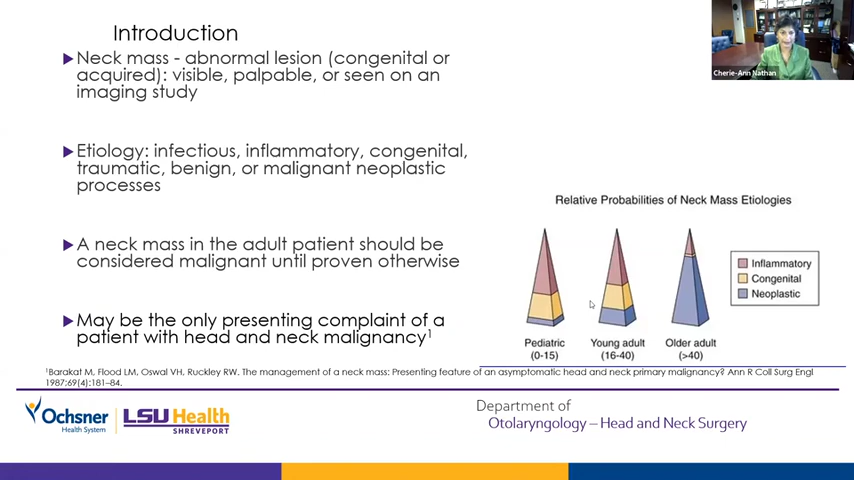 Introduction
Neck mass - abnormal lesion (congenital or
acquired): visible, palpable, or seen on an
imaging study
Etiology: infectious, inflammatory, congenital,
traumatic, benign, or malignant neoplastic
processes
A neck mass in the adult patient should be
considered malignant until proven otherwise
May be the only presenting complaint of a
patient with head and neck malignancy¹
Cherie-Ann Nathan
Relative Probabilities of Neck Mass Etiologies
Inflammatory
Congenital
Neoplastic
Pediatric
(0-15)
Young adult
(16-40)
Older adult
(>40)
¹Barakat M, Flood LM, Oswal VH, Ruckley RW. The management of a neck mass: Presenting feature of an asymptomatic head and neck primary malignancy? Ann R Coll Surg Engl
1987;69(4):181–84.
Ochsner
Health System
LSU Health
SHREVEPORT
Department of
Otolaryngology – Head and Neck Surgery